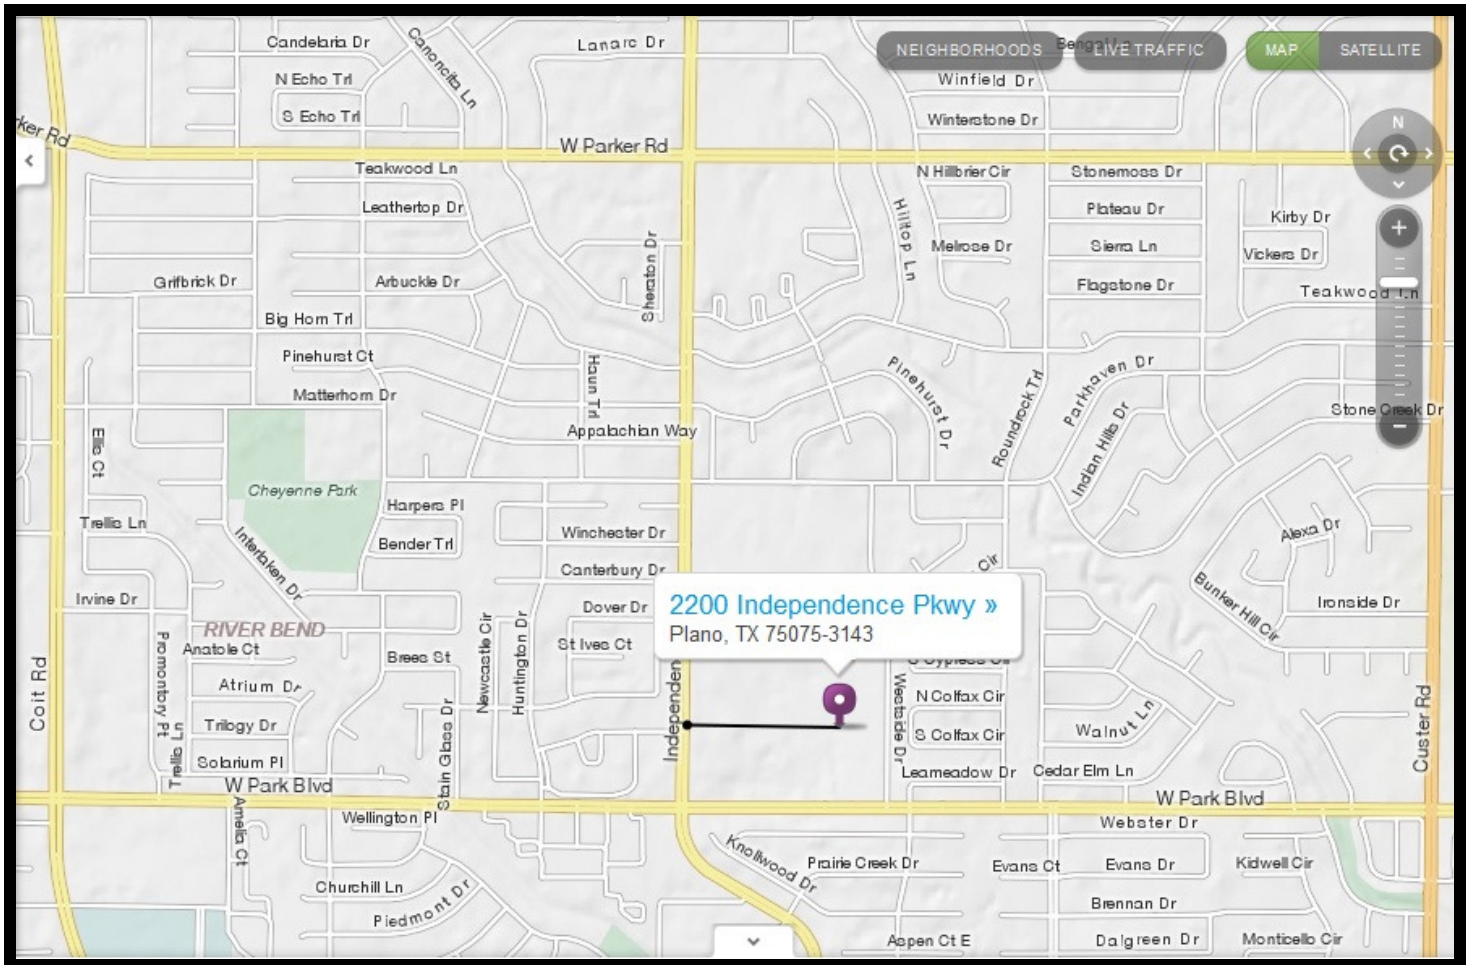 Candelaria Dr
Canoncita Ln
Lanarc Dr
NEIGHBORHOODS
LIVE TRAFFIC
MAP
SATELLITE
N Echo Trl
Winfield Dr
S Echo Trl
Winterstone Dr
N
ker Rd
W Parker Rd
Teakwood Ln
N Hillbrier Cir
Stonemoss Dr
Leathertop Dr
Hilltop Ln
Plateau Dr
Kirby Dr
Sheraton Dr
Melrose Dr
Sierra Ln
Vickers Dr
Grifbrick Dr
Arbuckle Dr
Flagstone Dr
Teakwood Ln
Big Horn Trl
Pinehurst Ct
Haun Trl
Pinehurst Dr
Roundrock Trl
Parkhaven Dr
Matterhorn Dr
Indian Hills Dr
Stone Creek Dr
Ellis Ct
Appalachian Way
Cheyenne Park
Harpers Pl
Trellis Ln
Interlaken Dr
Bender Trl
Winchester Dr
Alexa Dr
Canterbury Dr
Cir
Bunker Hill Cir
Irvine Dr
Dover Dr
2200 Independence Pkwy »
Plano, TX 75075-3143
Ironside Dr
RIVER BEND
Promontory Pt
Anatole Ct
Brees St
Newcastle Cir
Huntington Dr
St Ives Ct
S Cypress Cir
Coit Rd
Atrium Dr
Independen
Westside Dr
N Colfax Cir
Custer Rd
Trilogy Dr
Stain Glass Dr
S Colfax Cir
Walnut Ln
Trellis Ln
Solarium Pl
Leameadow Dr
Cedar Elm Ln
W Park Blvd
W Park Blvd
Amelia Ct
Wellington Pl
Webster Dr
Knollwood Dr
Prairie Creek Dr
Evans Ct
Evans Dr
Kidwell Cir
Churchill Ln
Piedmont Dr
Brennan Dr
Aspen Ct E
Dalgreen Dr
Monticello Cir